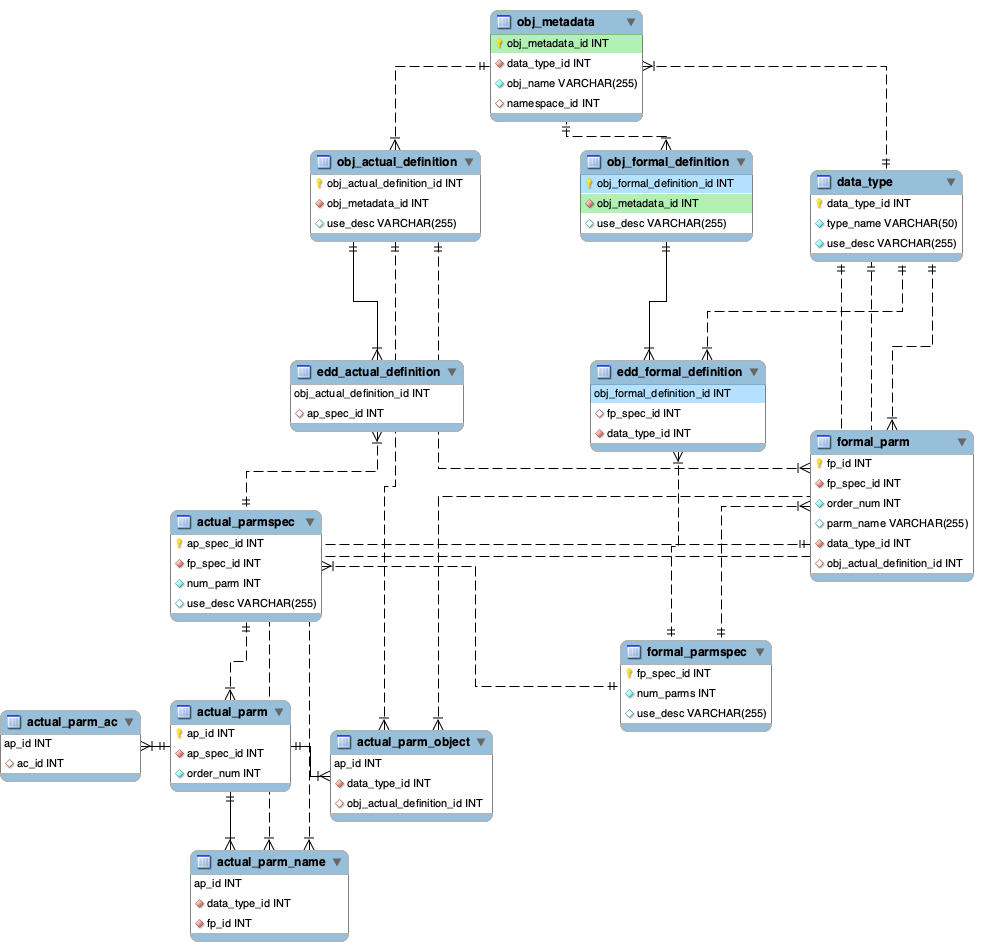 obj_metadata
obj_metadata_id INT
data_type_id INT
obj_name VARCHAR(255)
namespace_id INT
obj_actual_definition
obj_actual_definition_id INT
obj_metadata_id INT
use_desc VARCHAR(255)
obj_formal_definition
obj_formal_definition_id INT
obj_metadata_id INT
use_desc VARCHAR(255)
data_type
data_type_id INT
type_name VARCHAR(50)
use_desc VARCHAR(255)
edd_actual_definition
obj_actual_definition_id INT
ap_spec_id INT
edd_formal_definition
obj_formal_definition_id INT
fp_spec_id INT
data_type_id INT
formal_parm
fp_id INT
fp_spec_id INT
order_num INT
parm_name VARCHAR(255)
data_type_id INT
obj_actual_definition_id INT
actual_parmspec
ap_spec_id INT
fp_spec_id INT
num_parm INT
use_desc VARCHAR(255)
formal_parmspec
fp_spec_id INT
num_parms INT
use_desc VARCHAR(255)
actual_parm_ac
ap_id INT
ac_id INT
actual_parm
ap_id INT
ap_spec_id INT
order_num INT
actual_parm_object
ap_id INT
data_type_id INT
obj_actual_definition_id INT
actual_parm_name
ap_id INT
data_type_id INT
fp_id INT